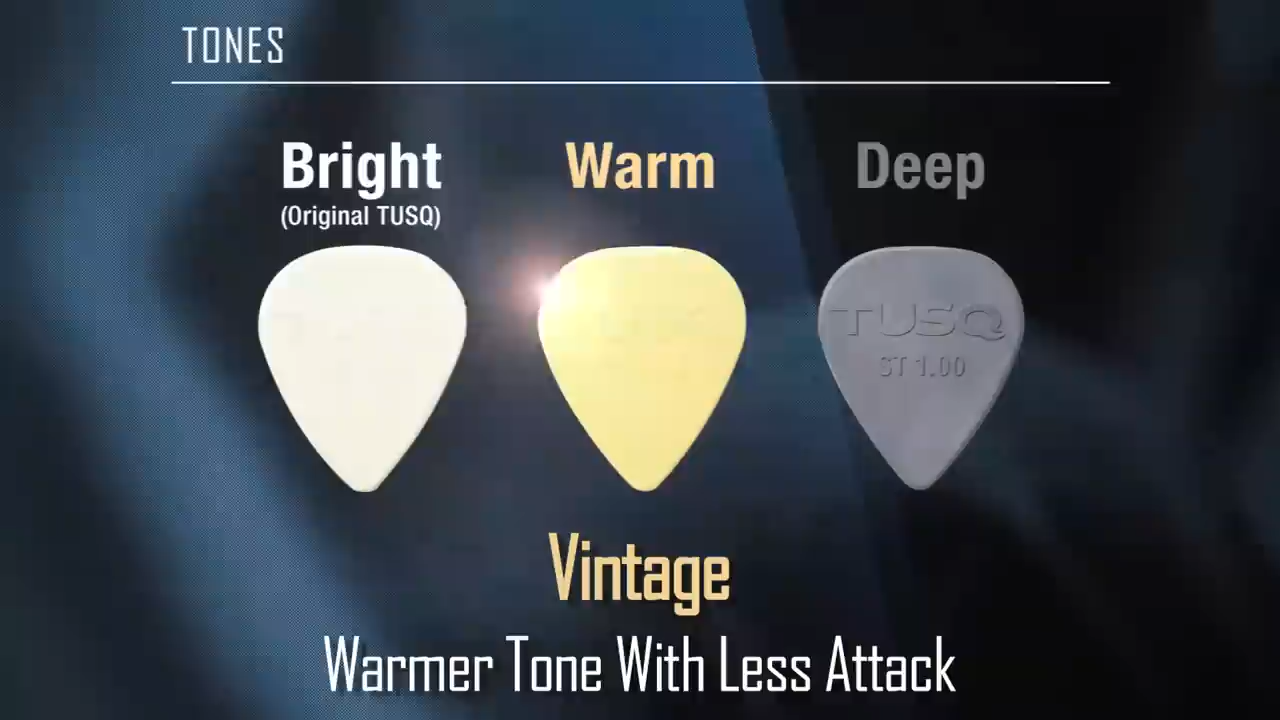 TONES
Bright
Warm
Deep
(Original TUSQ)
TUSQ
ST 1.00
Vintage
Warmer Tone With Less Attack